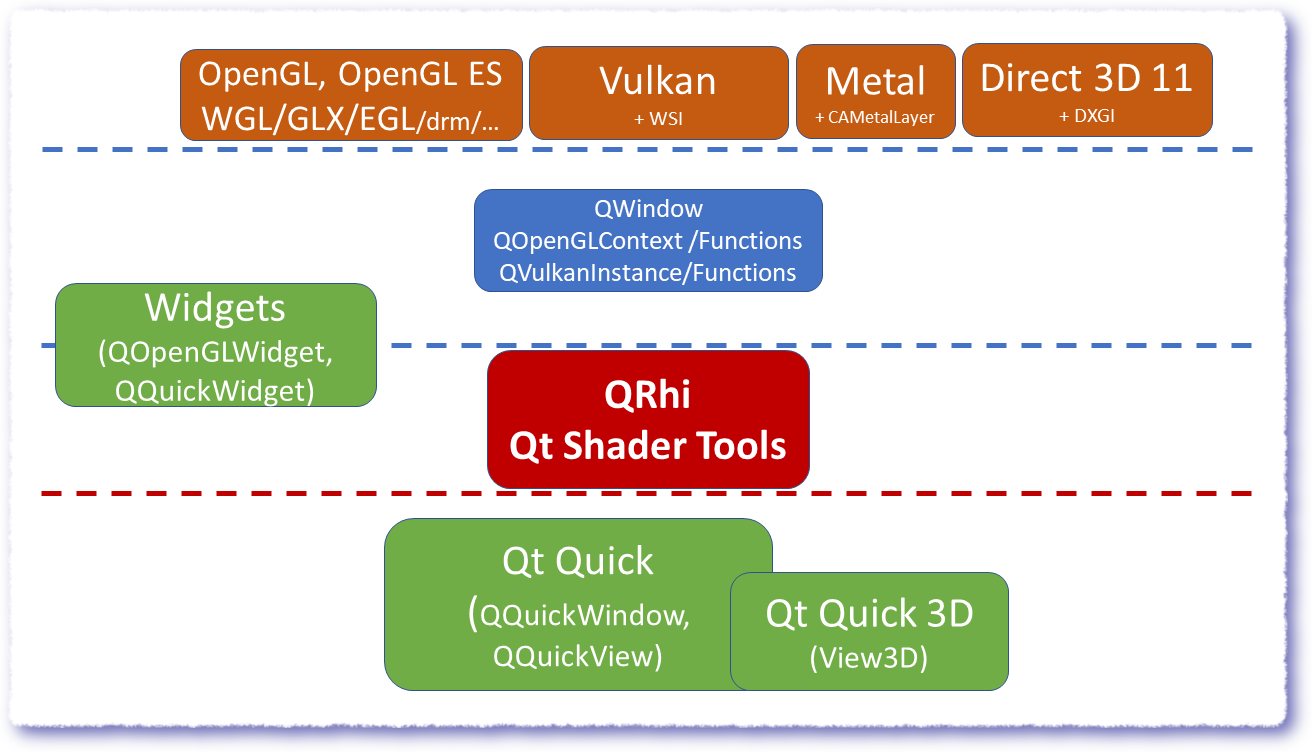 OpenGL, OpenGL ES
WGL/GLX/EGL/drm/...
Vulkan
+ WSI
Metal
+ CAMetalLayer
Direct 3D 11
+ DXGI
QWindow
QOpenGLContext /Functions
QVulkanInstance/Functions
Widgets
(QOpenGLWidget,
QQuickWidget)
QRhi
Qt Shader Tools
Qt Quick
(QQuickWindow,
QQuickView)
Qt Quick 3D
(View3D)